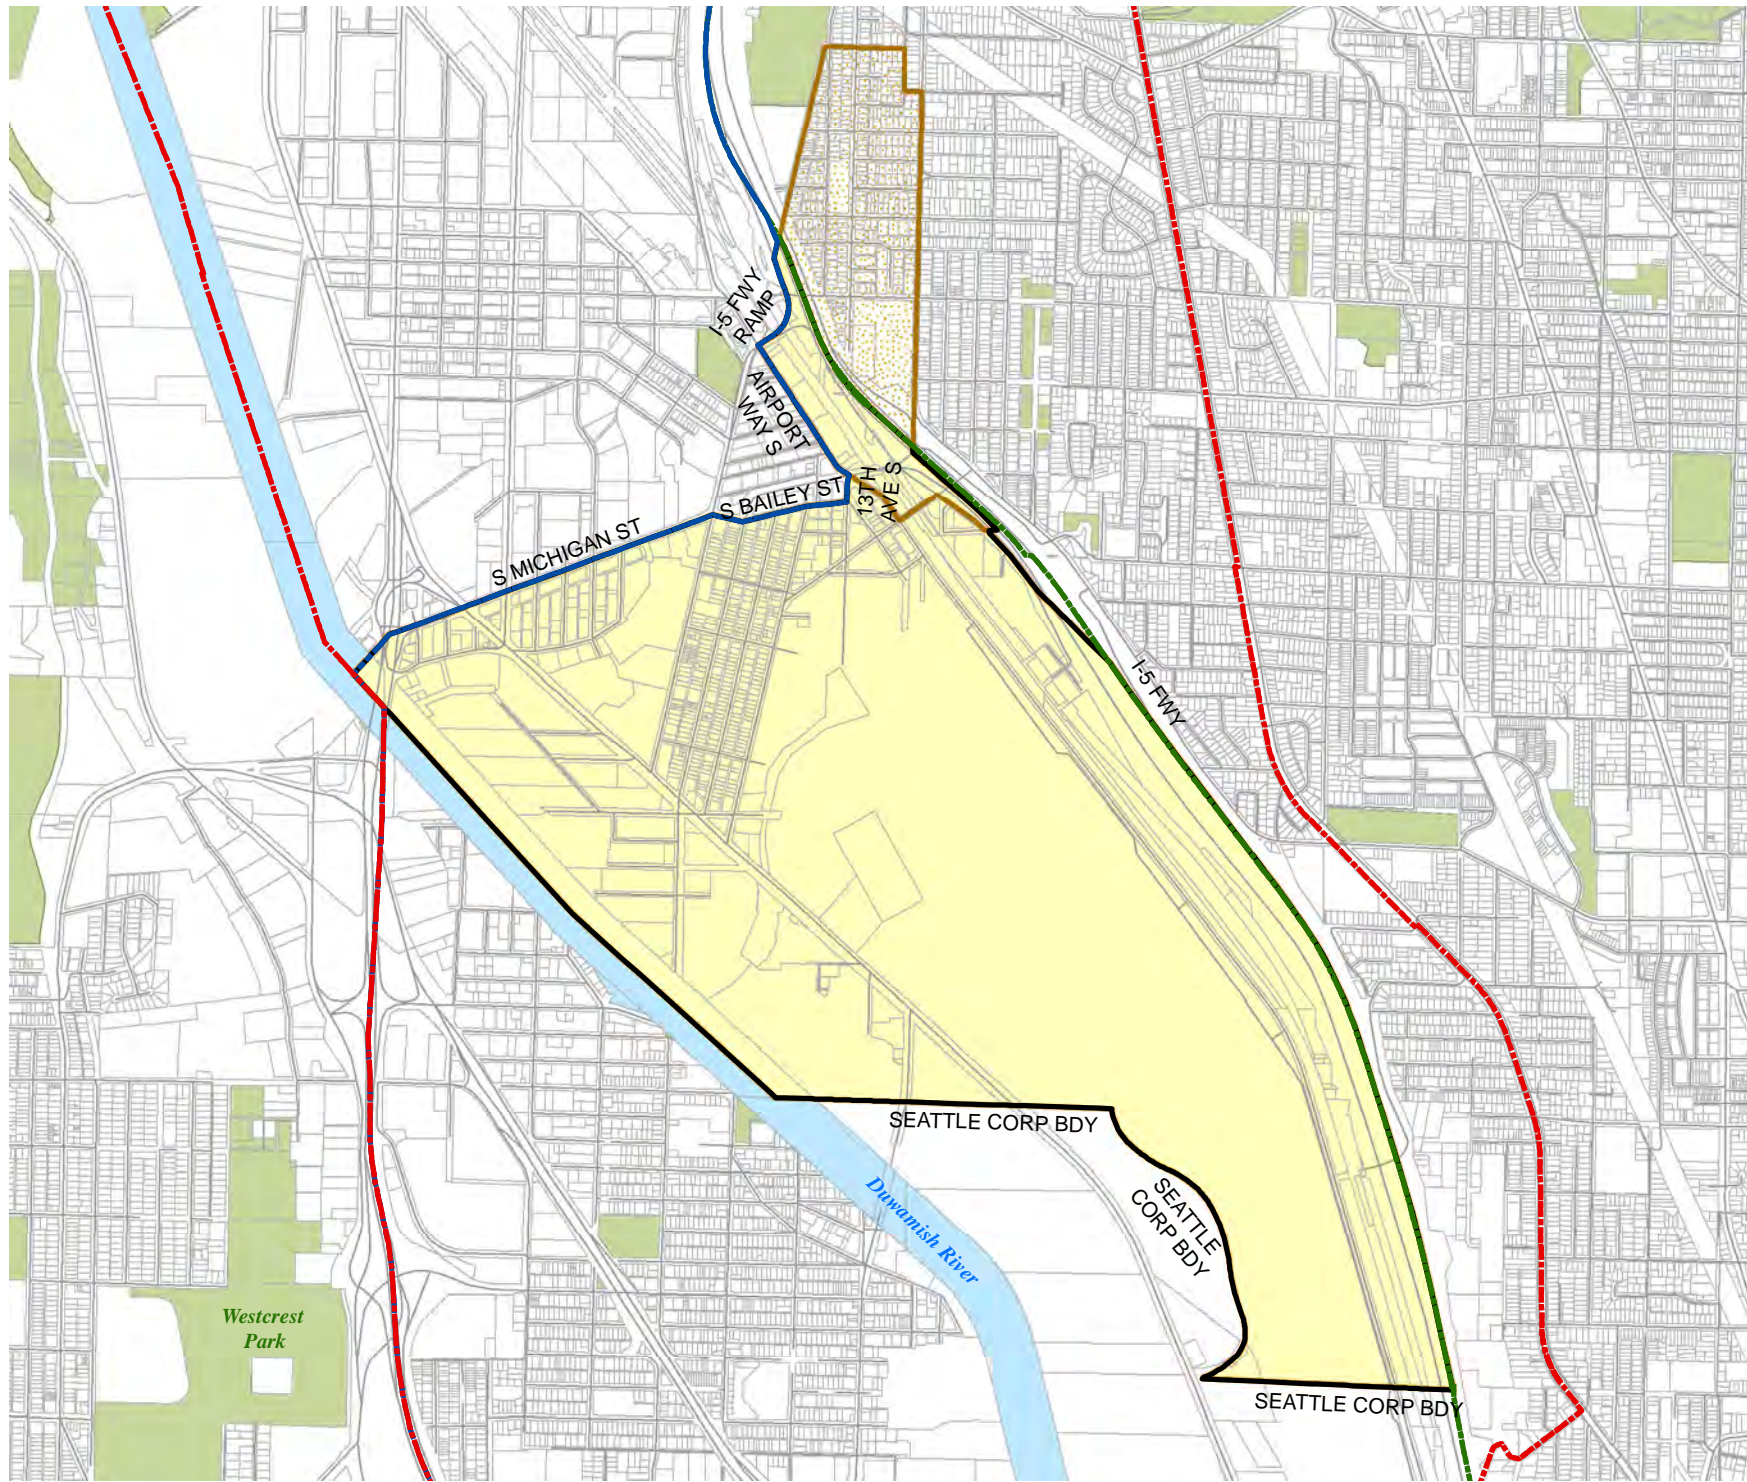 I-5 FWY
RAMP
AIRPORT
WAY S
13TH
AVE S
S BAILEY ST
S MICHIGAN ST
I-5 FWY
SEATTLE CORP BDY
SEATTLE
CORP BDY
Duwamish River
Westcrest
Park
SEATTLE CORP BDY